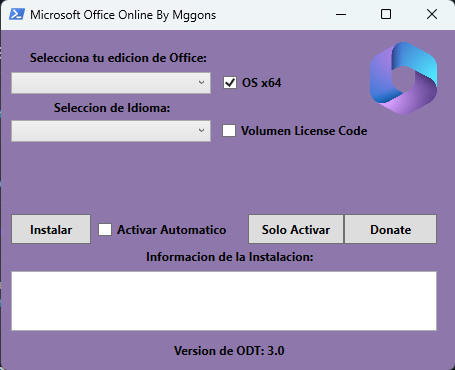 Microsoft Office Online By Mggons
Selecciona tu edicion de Office:
OS x64
Seleccion de Idioma:
Volumen License Code
Instalar
Activar Automatico
Solo Activar
Donate
Informacion de la Instalacion:
Version de ODT: 3.0